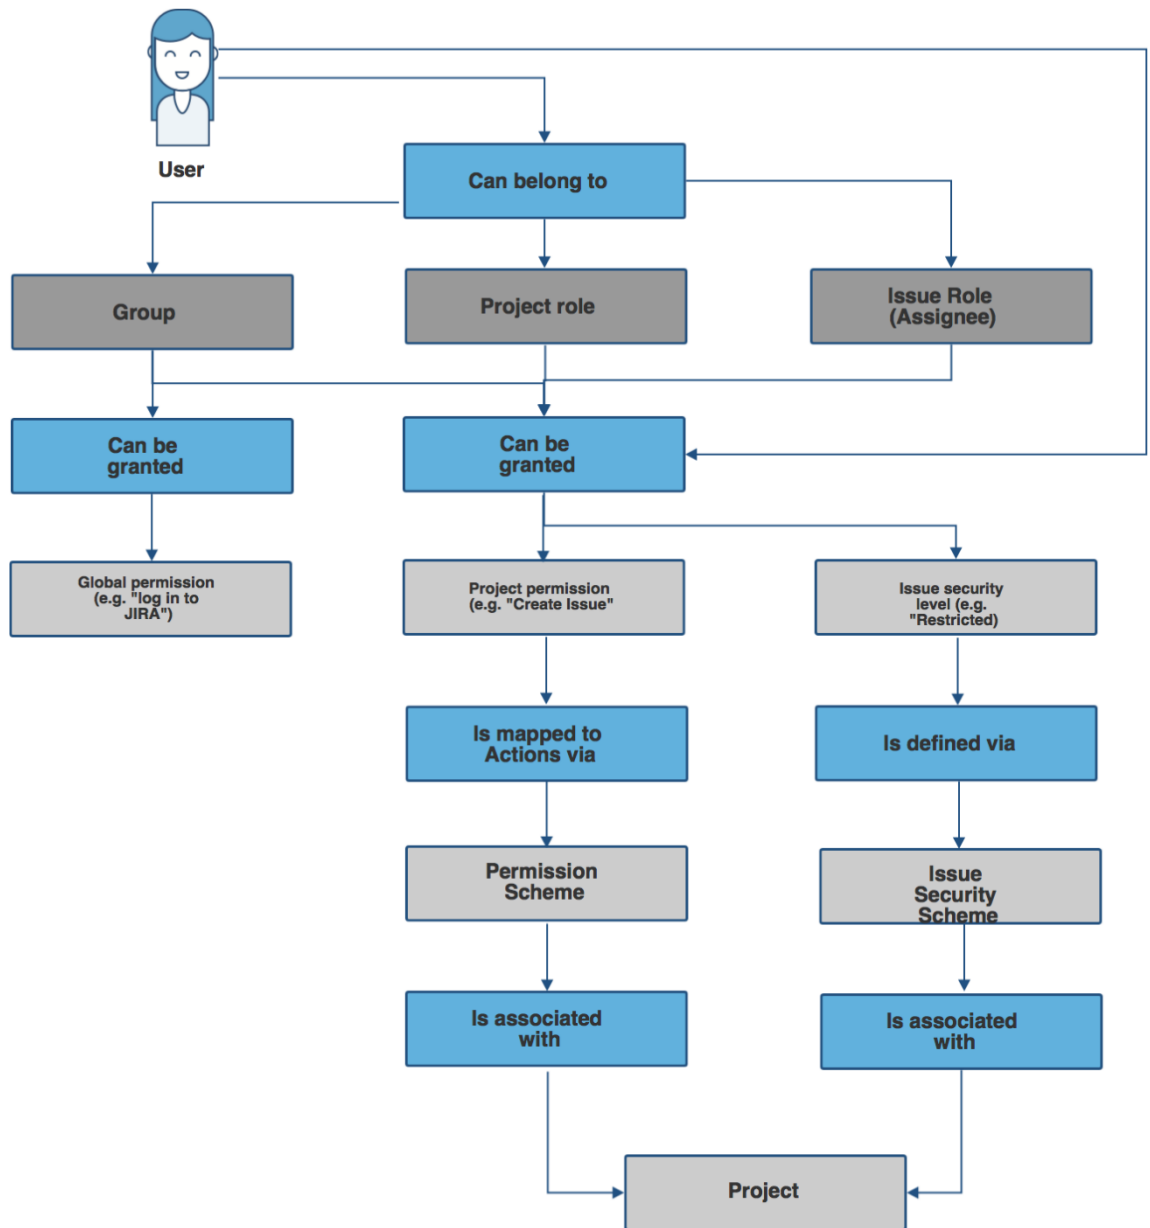 User
Can belong to
Group
Project role
Issue Role
(Assignee)
Can be
granted
Can be
granted
Global permission
(e.g. "log in to
JIRA")
Project permission
(e.g. "Create Issue"
Issue security
level (e.g.
"Restricted)
Is mapped to
Actions via
Is defined via
Permission
Scheme
Issue
Security
Scheme
Is associated
with
Is associated
with
Project